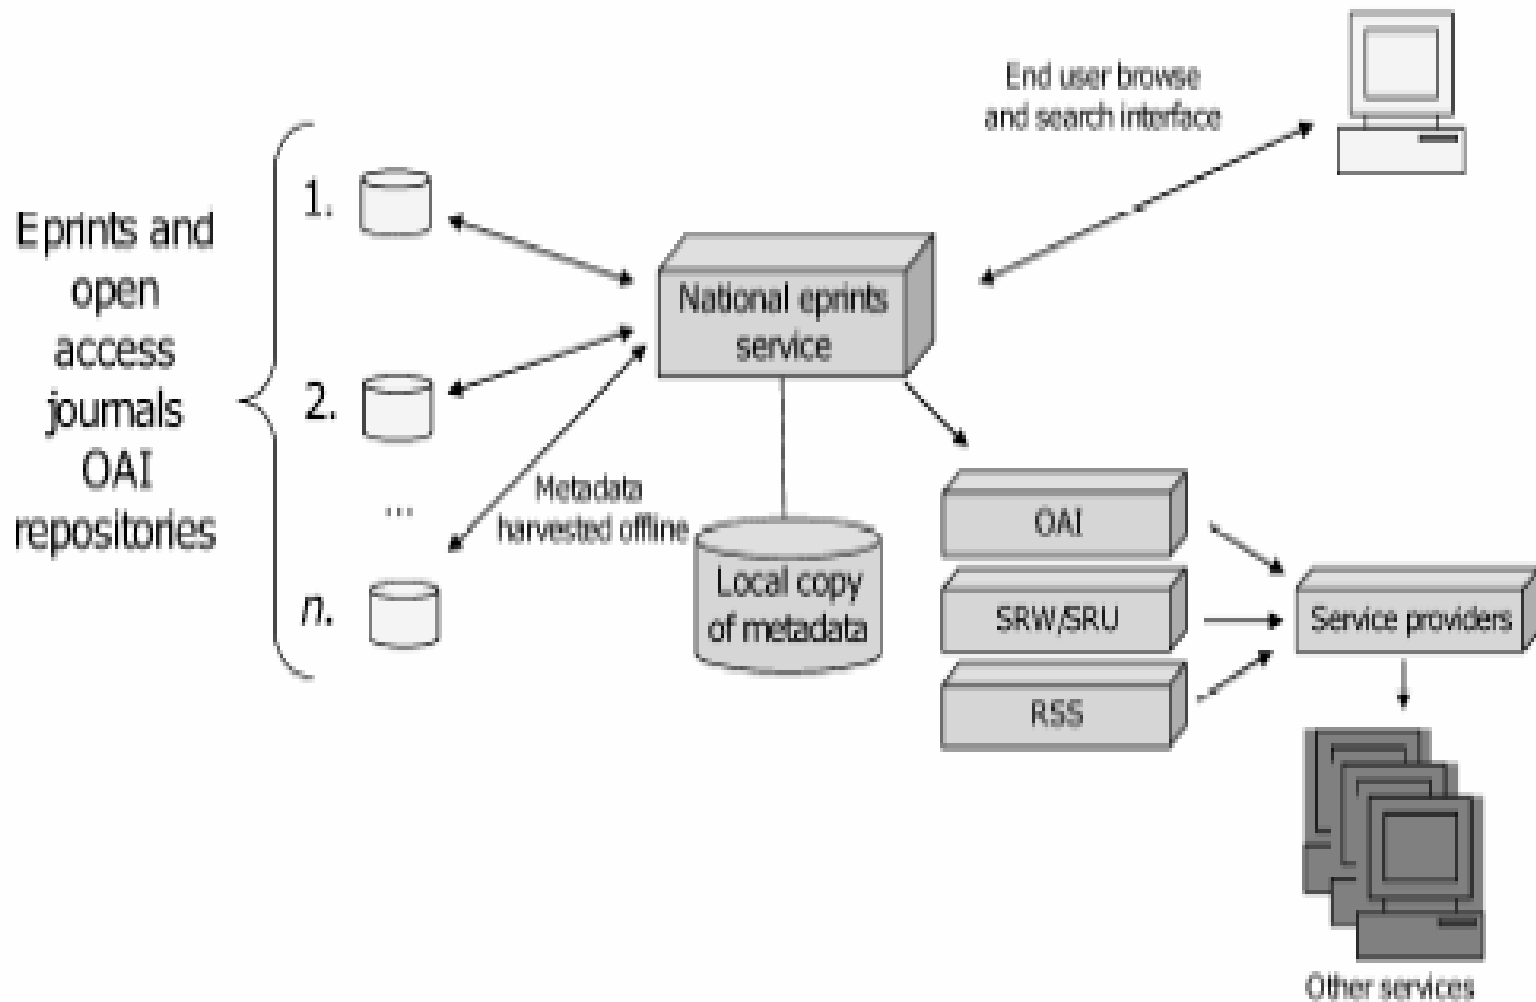 End user browse
and search interface
Eprints and
open
access
journals
OAI
repositories
1.
2.
...
n.
National eprints
service
Metadata
harvested offline
Local copy
of metadata
OAI
SRW/SRU
RSS
Service providers
Other services